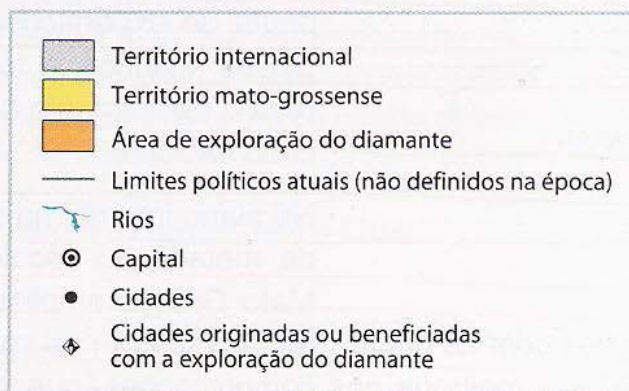 Território internacional
Território mato-grossense
Área de exploração do diamante
Limites políticos atuais (não definidos na época)
Rios
Capital
Cidades
Cidades originadas ou beneficiadas
com a exploração do diamante